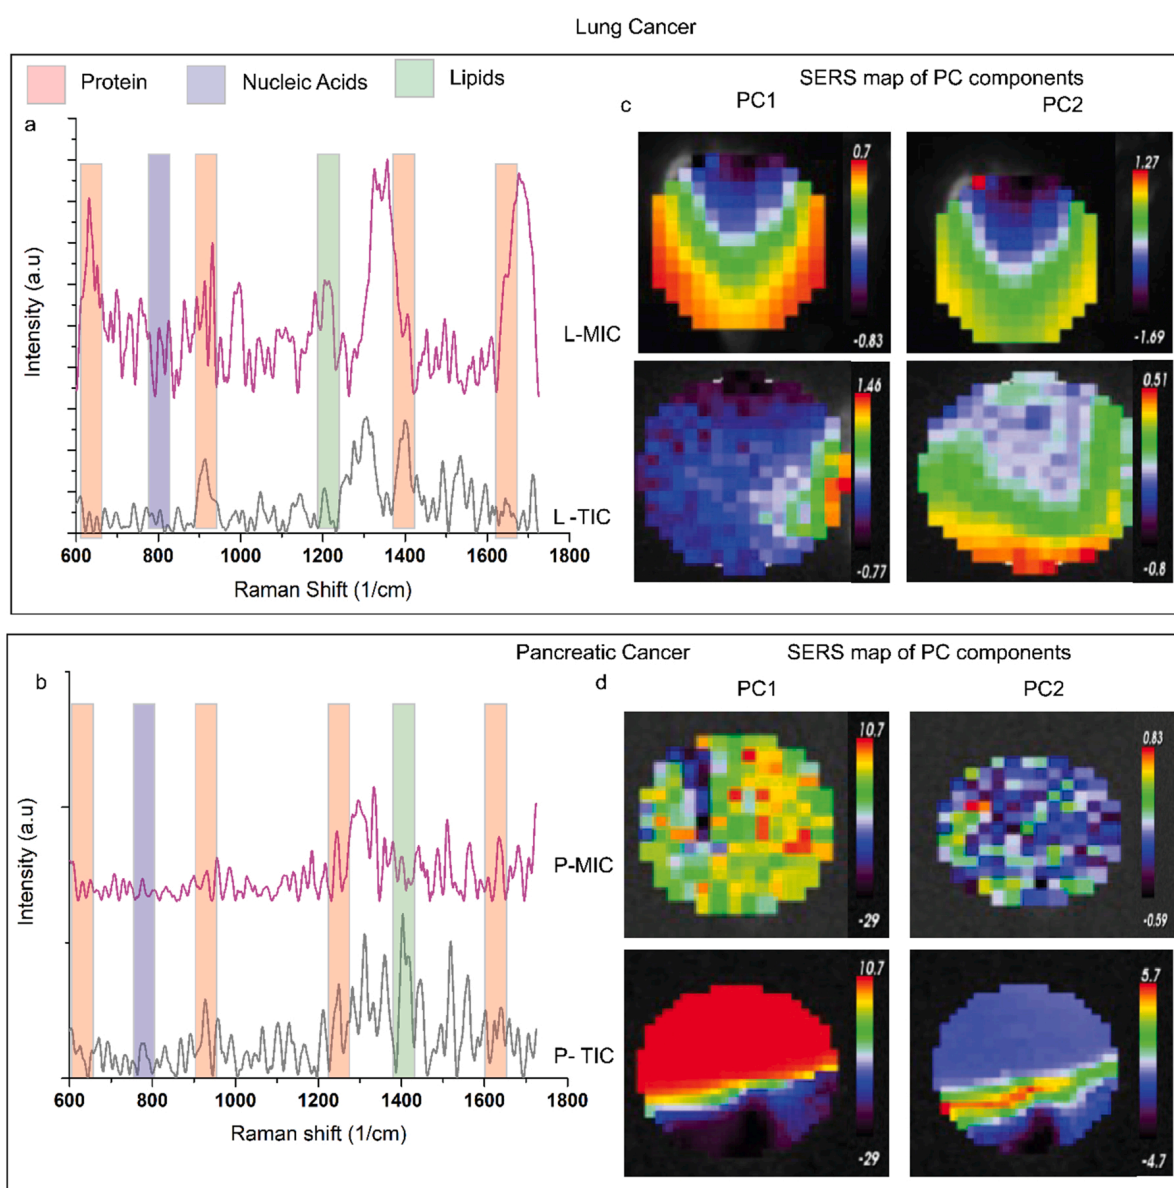 Lung Cancer
Protein
Nucleic Acids
Lipids
SERS map of PC components
PC1
PC2
a
c
Intensity (a.u)
L-MIC
L -TIC
600 800 1000 1200 1400 1600 1800
Raman Shift (1/cm)
0.7
-0.83
1.27
-1.69
1.46
-0.77
0.51
-0.8
Pancreatic Cancer
SERS map of PC components
b
d
PC1
PC2
Intensity (a.u)
P-MIC
P- TIC
600 800 1000 1200 1400 1600 1800
Raman shift (1/cm)
10.7
-29
0.83
-0.59
10.7
-29
5.7
-4.7